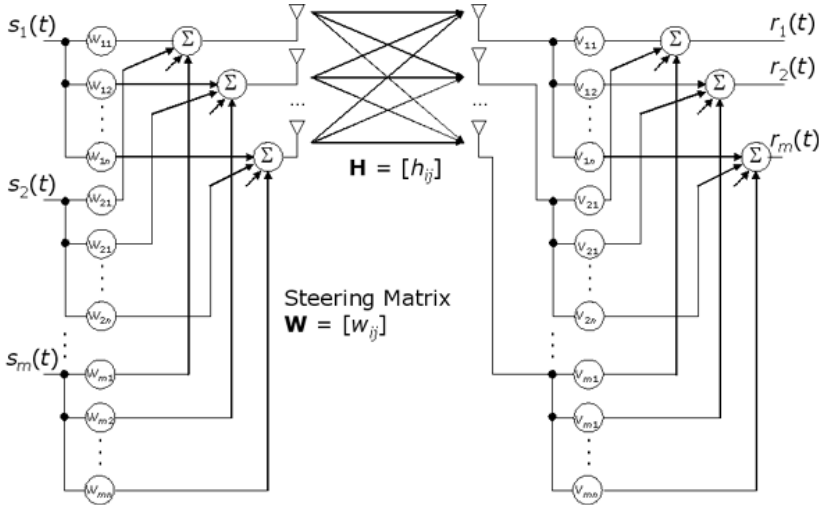 s1(t) W11 Σ ... V11 Σ r1(t)
W12 Σ V12 Σ r2(t)
... ...
W1n Σ V1n Σ rm(t)
H = [hij]
s2(t) W21 V21
W21 V21
W2n V2n
Steering Matrix
W = [wij]
sm(t) Wm1 Vm1
Wm2 Vm1
Wmn Vmn